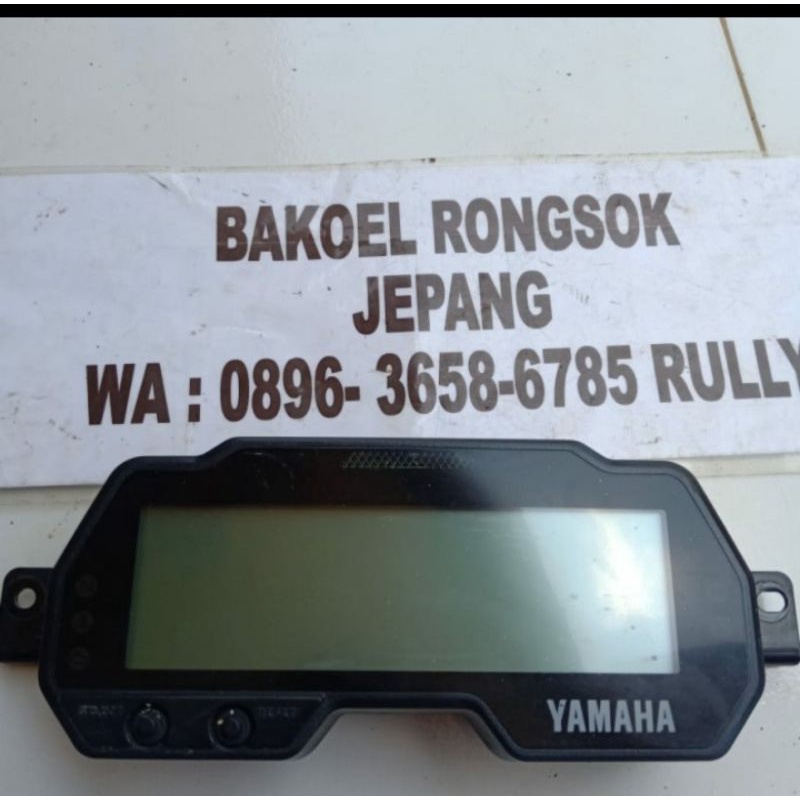 BAKOEL RONGSOK
JEPANG
WA : 0896- 3658-6785 RULLY
YAMAHA